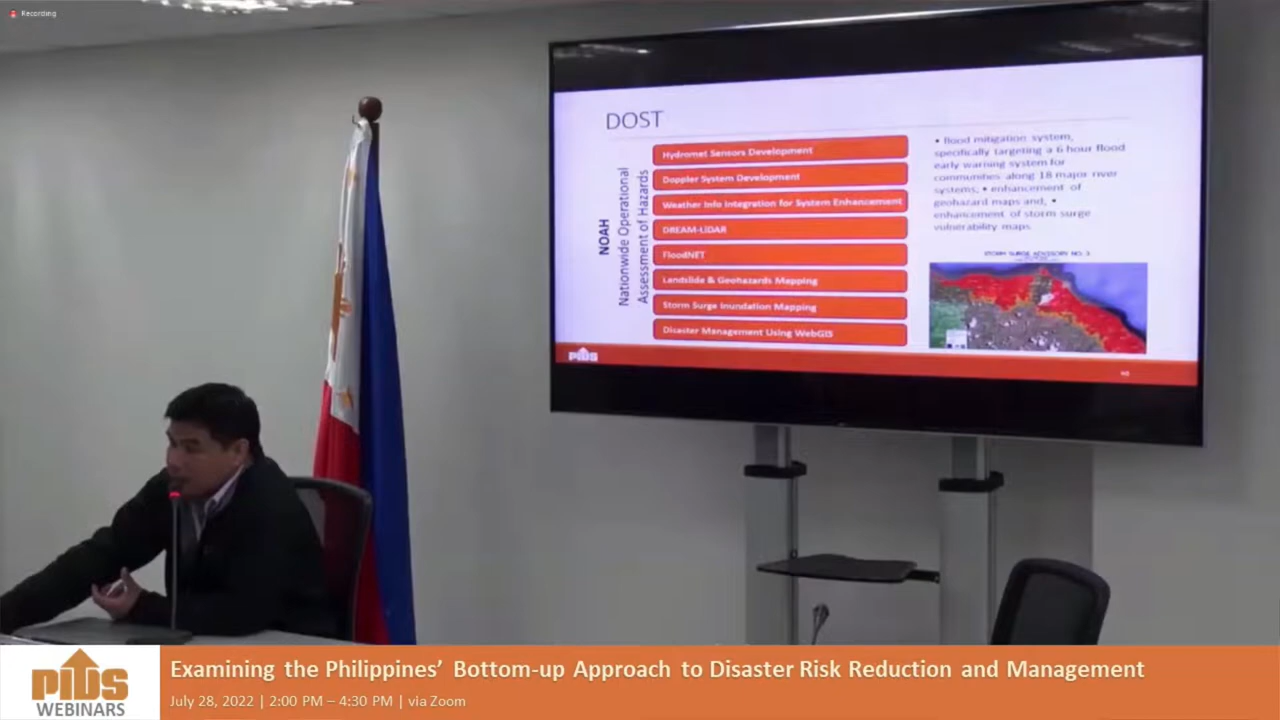 Recording
DOST
NOAH
Nationwide Operational
Assessment of Hazards
Hydromet Sensors Development
Doppler System Development
Weather Info Integration for System Enhancement
DREAM-LiDAR
FloodNET
Landslide & Geohazards Mapping
Storm Surge Inundation Mapping
Disaster Management Using WebGIS
• flood mitigation system,
specifically targeting a 6 hour flood
early warning system for
communities along 18 major river
systems; • enhancement of
geohazard maps and, •
enhancement of storm surge
vulnerability maps.
STORM SURGE ADVISORY NO. 3
PIDS
PIDS
WEBINARS
Examining the Philippines’ Bottom-up Approach to Disaster Risk Reduction and Management
July 28, 2022 | 2:00 PM – 4:30 PM | via Zoom